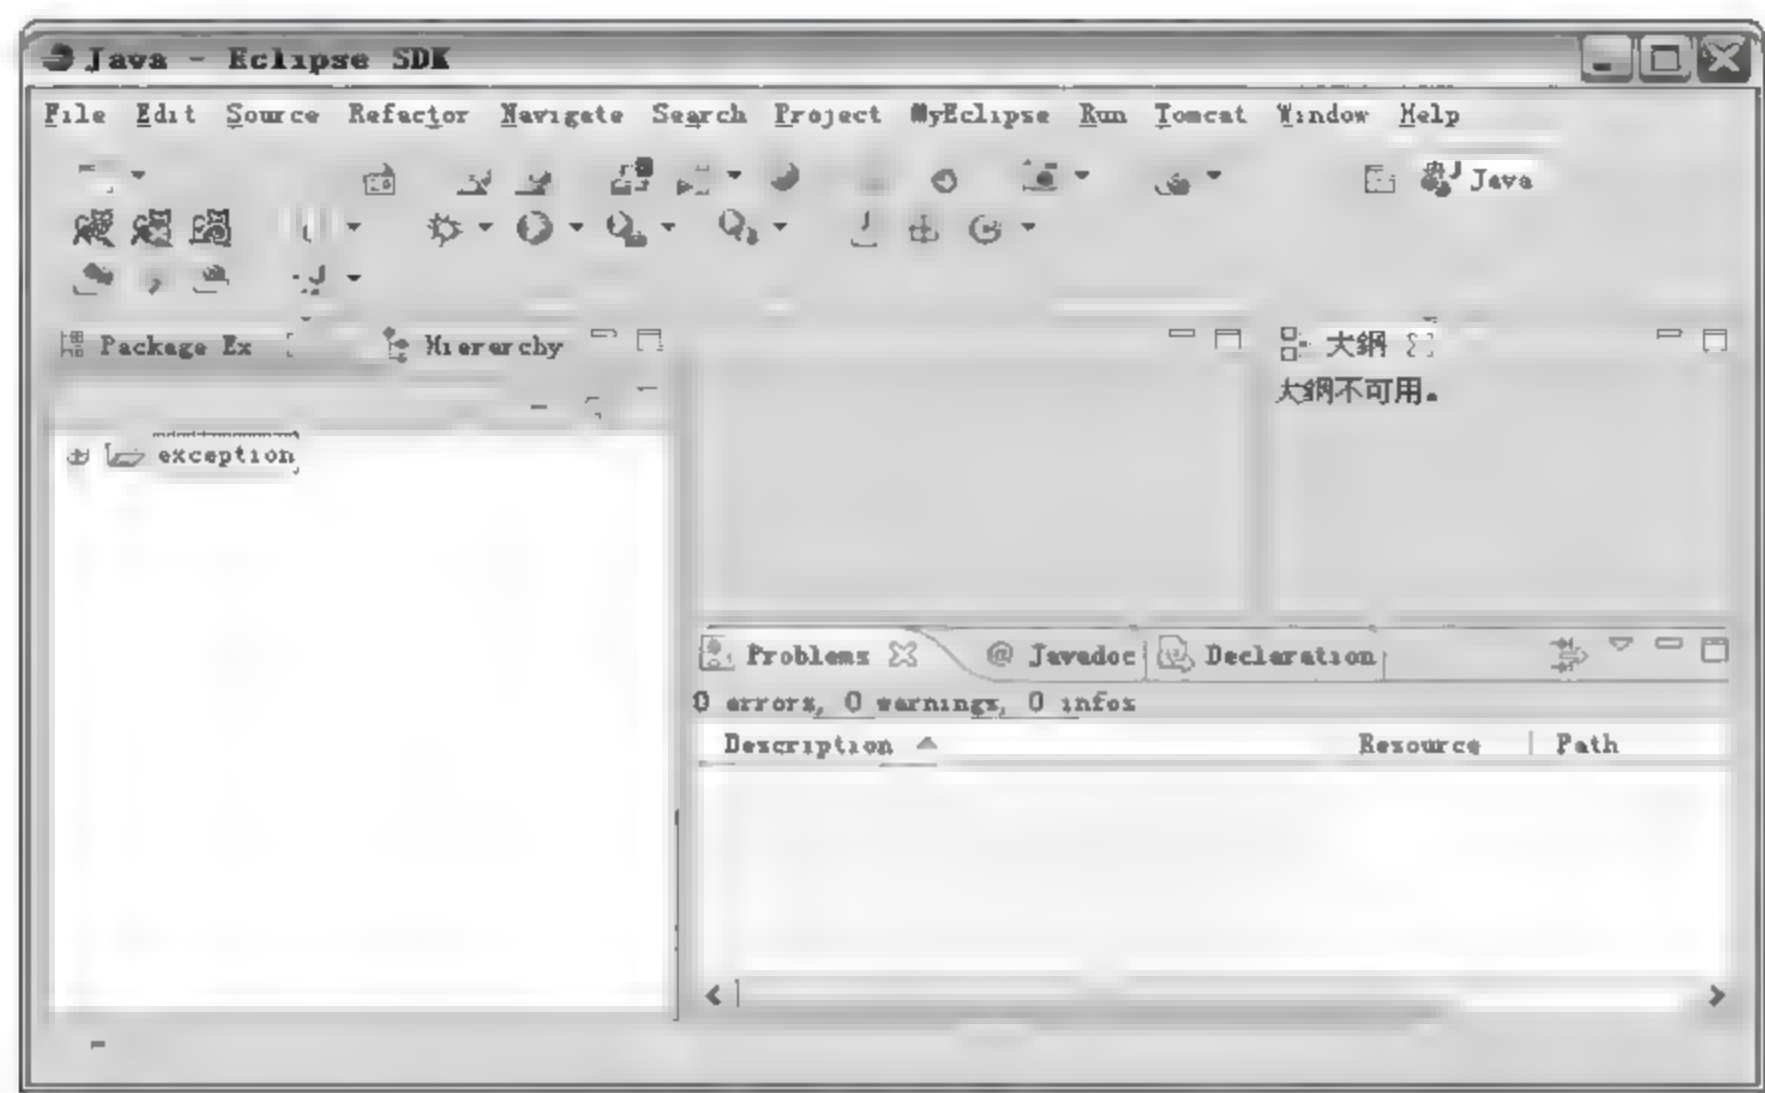 Java - Eclipse SDK
File Edit Source Refactor Navigate Search Project MyEclipse Run Tomcat Window Help
Java
Package Ex
Hierarchy
大纲
大纲不可用。
exception
Problems @ Javadoc Declaration
0 errors, 0 warnings, 0 infos
Description Resource Path